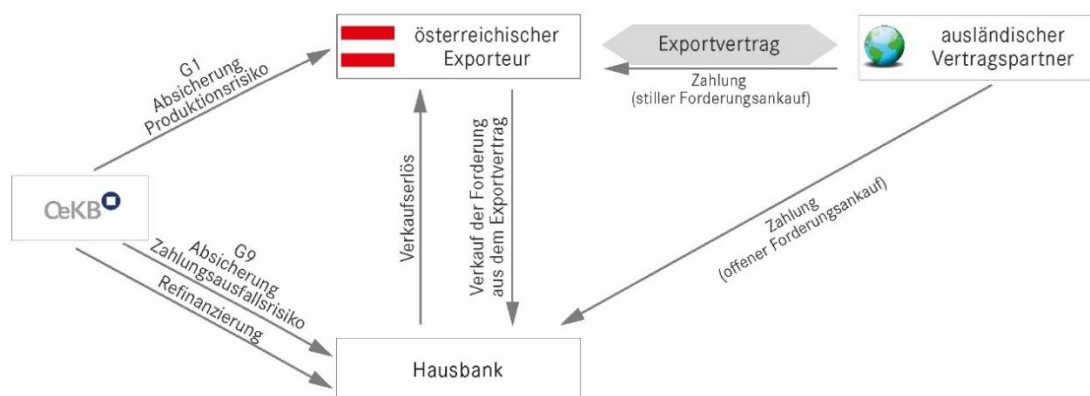 österreichischer
Exporteur
Exportvertrag
ausländischer
Vertragspartner
Zahlung
(stiller Forderungsankauf)
G1
Absicherung
Produktionsrisiko
OeKB
Verkaufserlös
Verkauf der Forderung
aus dem Exportvertrag
Zahlung
(offener Forderungsankauf)
G9
Absicherung
Zahlungsausfallsrisiko
Refinanzierung
Hausbank